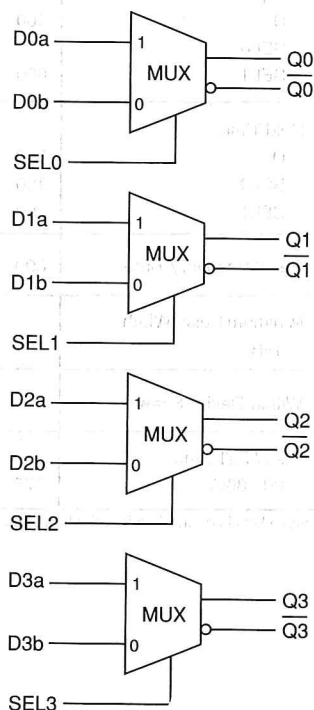 D0a
1
MUX
Q0
Q0
D0b
0
SEL0
D1a
1
MUX
Q1
Q1
D1b
0
SEL1
D2a
1
MUX
Q2
Q2
D2b
0
SEL2
D3a
1
MUX
Q3
Q3
D3b
0
SEL3